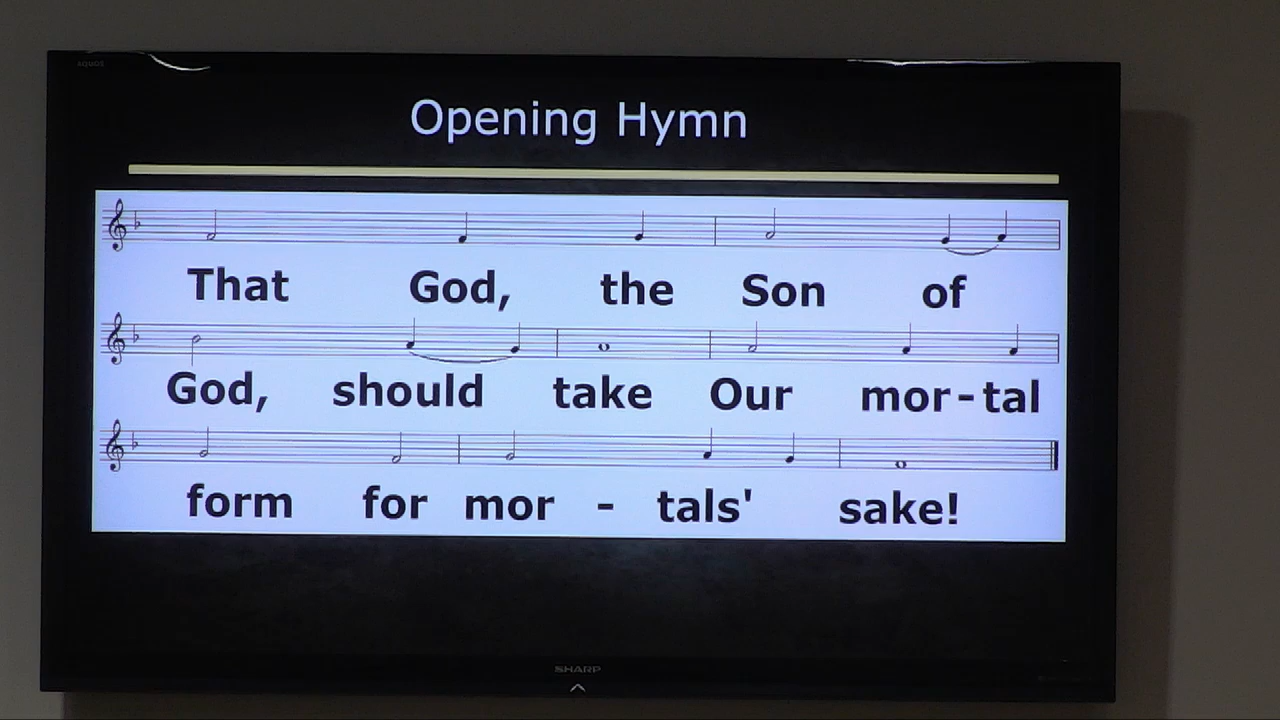 AQUOS
Opening Hymn
That God, the Son of
God, should take Our mor-tal
form for mor - tals' sake!
SHARP